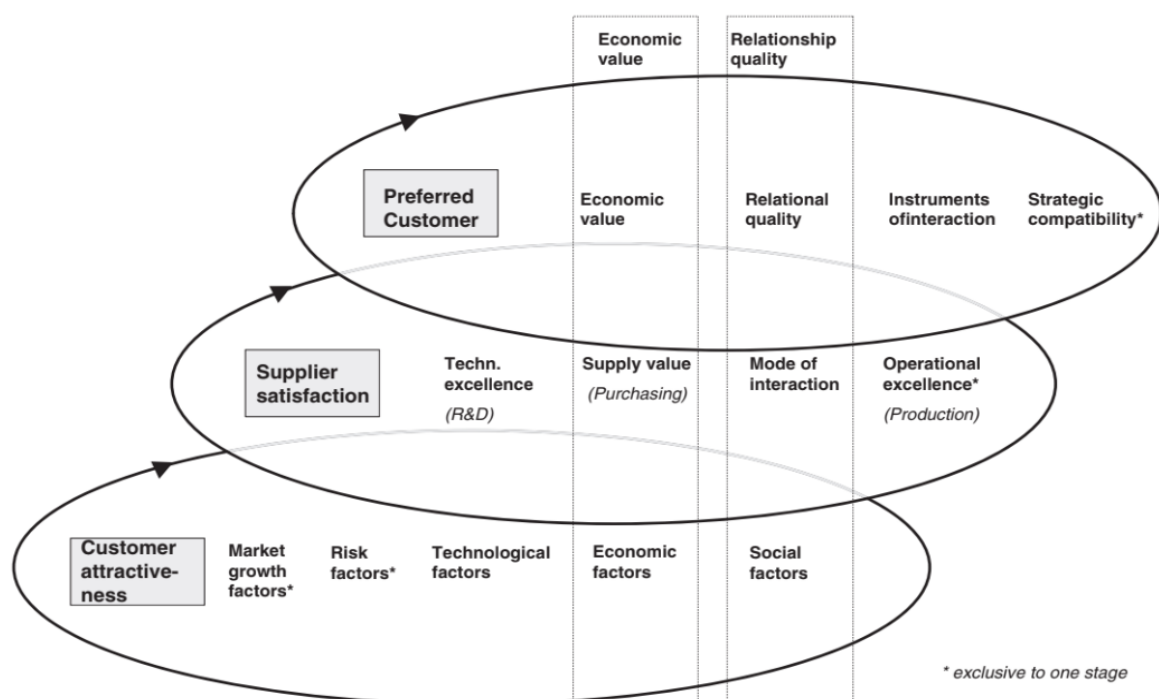 Economic
value
Relationship
quality
Preferred
Customer
Economic
value
Relational
quality
Instruments
ofinteraction
Strategic
compatibility*
Supplier
satisfaction
Techn.
excellence
(R&D)
Supply value
(Purchasing)
Mode of
interaction
Operational
excellence*
(Production)
Customer
attractive-
ness
Market
growth
factors*
Risk
factors*
Technological
factors
Economic
factors
Social
factors
* exclusive to one stage